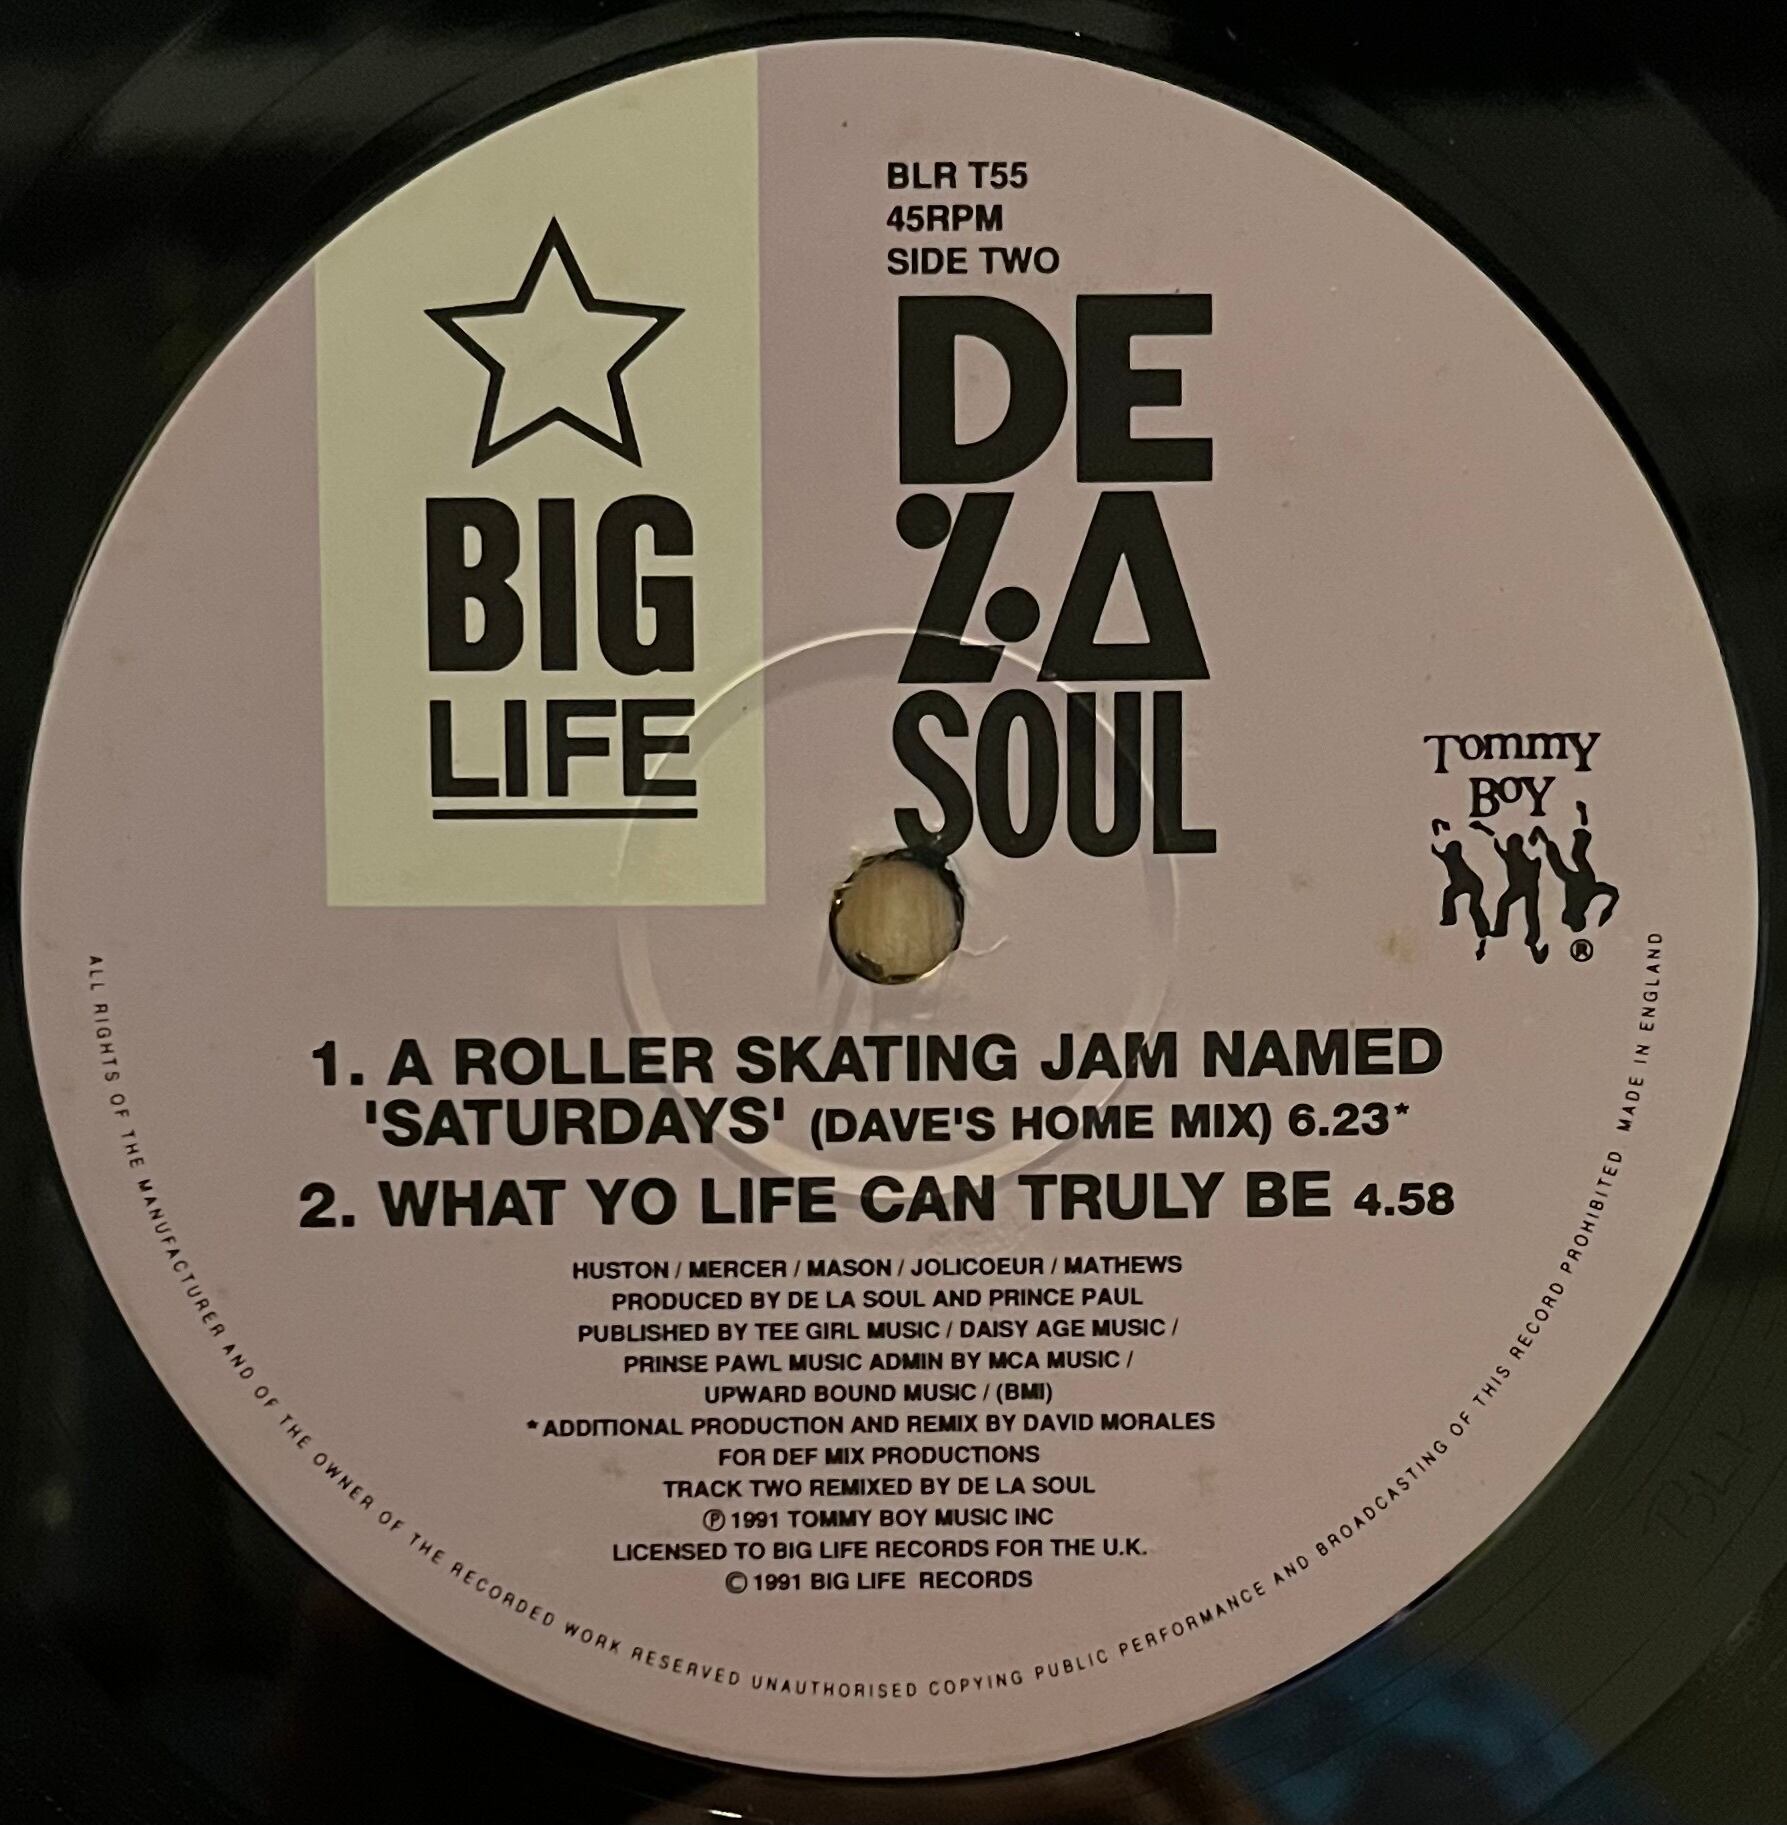 BLR T55
45RPM
SIDE TWO
BIG
LIFE
DE
LA
SOUL
Tommy
BOY
®
1. A ROLLER SKATING JAM NAMED
'SATURDAYS' (DAVE'S HOME MIX) 6.23*
2. WHAT YO LIFE CAN TRULY BE 4.58
HUSTON / MERCER / MASON / JOLICOEUR / MATHEWS
PRODUCED BY DE LA SOUL AND PRINCE PAUL
PUBLISHED BY TEE GIRL MUSIC / DAISY AGE MUSIC /
PRINSE PAWL MUSIC ADMIN BY MCA MUSIC /
UPWARD BOUND MUSIC / (BMI)
* ADDITIONAL PRODUCTION AND REMIX BY DAVID MORALES
FOR DEF MIX PRODUCTIONS
TRACK TWO REMIXED BY DE LA SOUL
℗ 1991 TOMMY BOY MUSIC INC
LICENSED TO BIG LIFE RECORDS FOR THE U.K.
© 1991 BIG LIFE RECORDS
ALL RIGHTS OF THE MANUFACTURER AND OF THE OWNER OF THE RECORDED WORK RESERVED UNAUTHORISED COPYING PUBLIC PERFORMANCE AND BROADCASTING OF THIS RECORD PROHIBITED. MADE IN ENGLAND